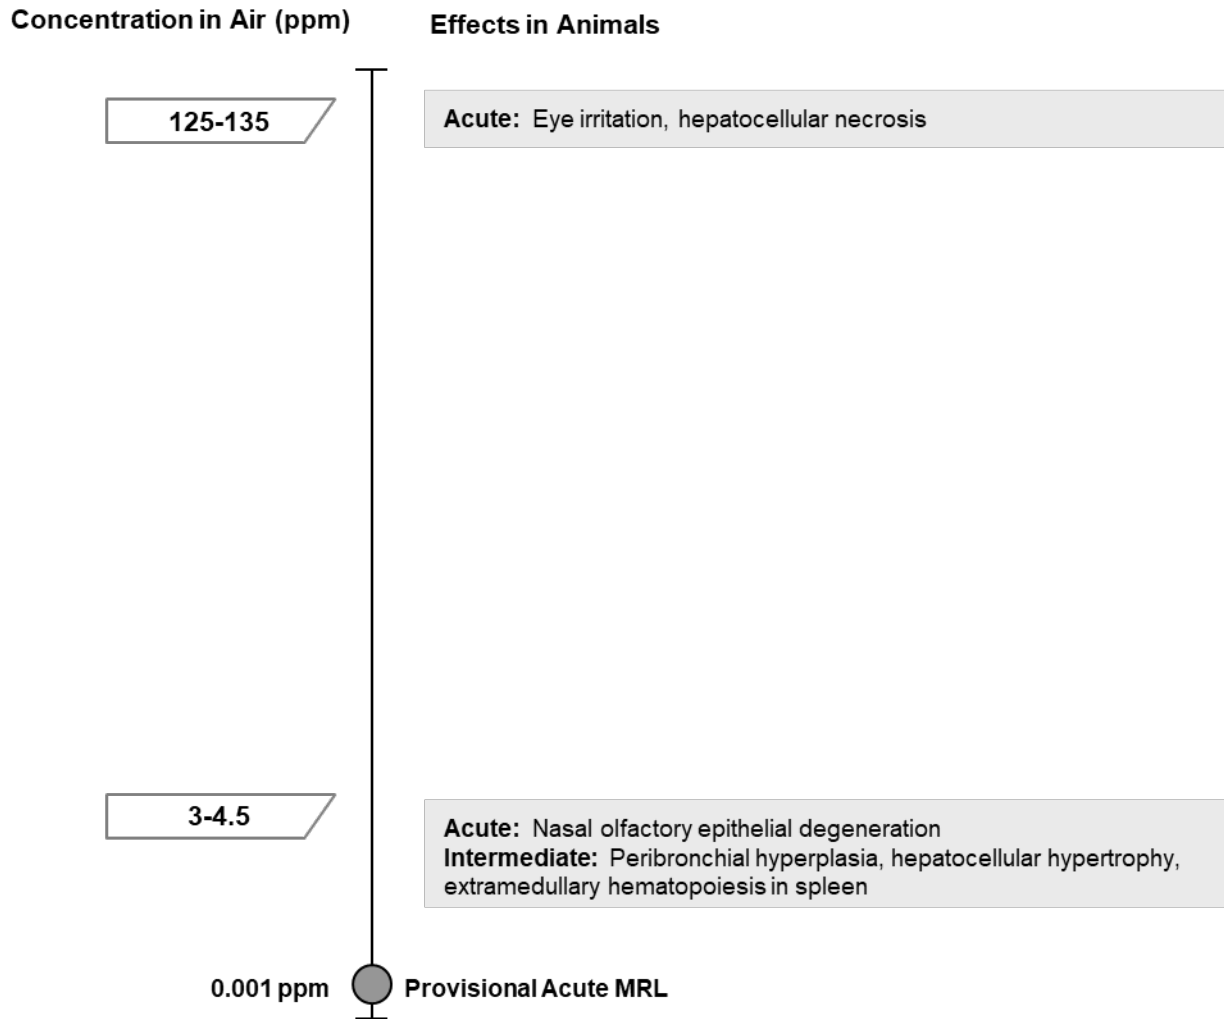 Concentration in Air (ppm)
Effects in Animals
125-135
Acute: Eye irritation, hepatocellular necrosis
3-4.5
Acute: Nasal olfactory epithelial degeneration
Intermediate: Peribronchial hyperplasia, hepatocellular hypertrophy,
extramedullary hematopoiesis in spleen
0.001 ppm
Provisional Acute MRL